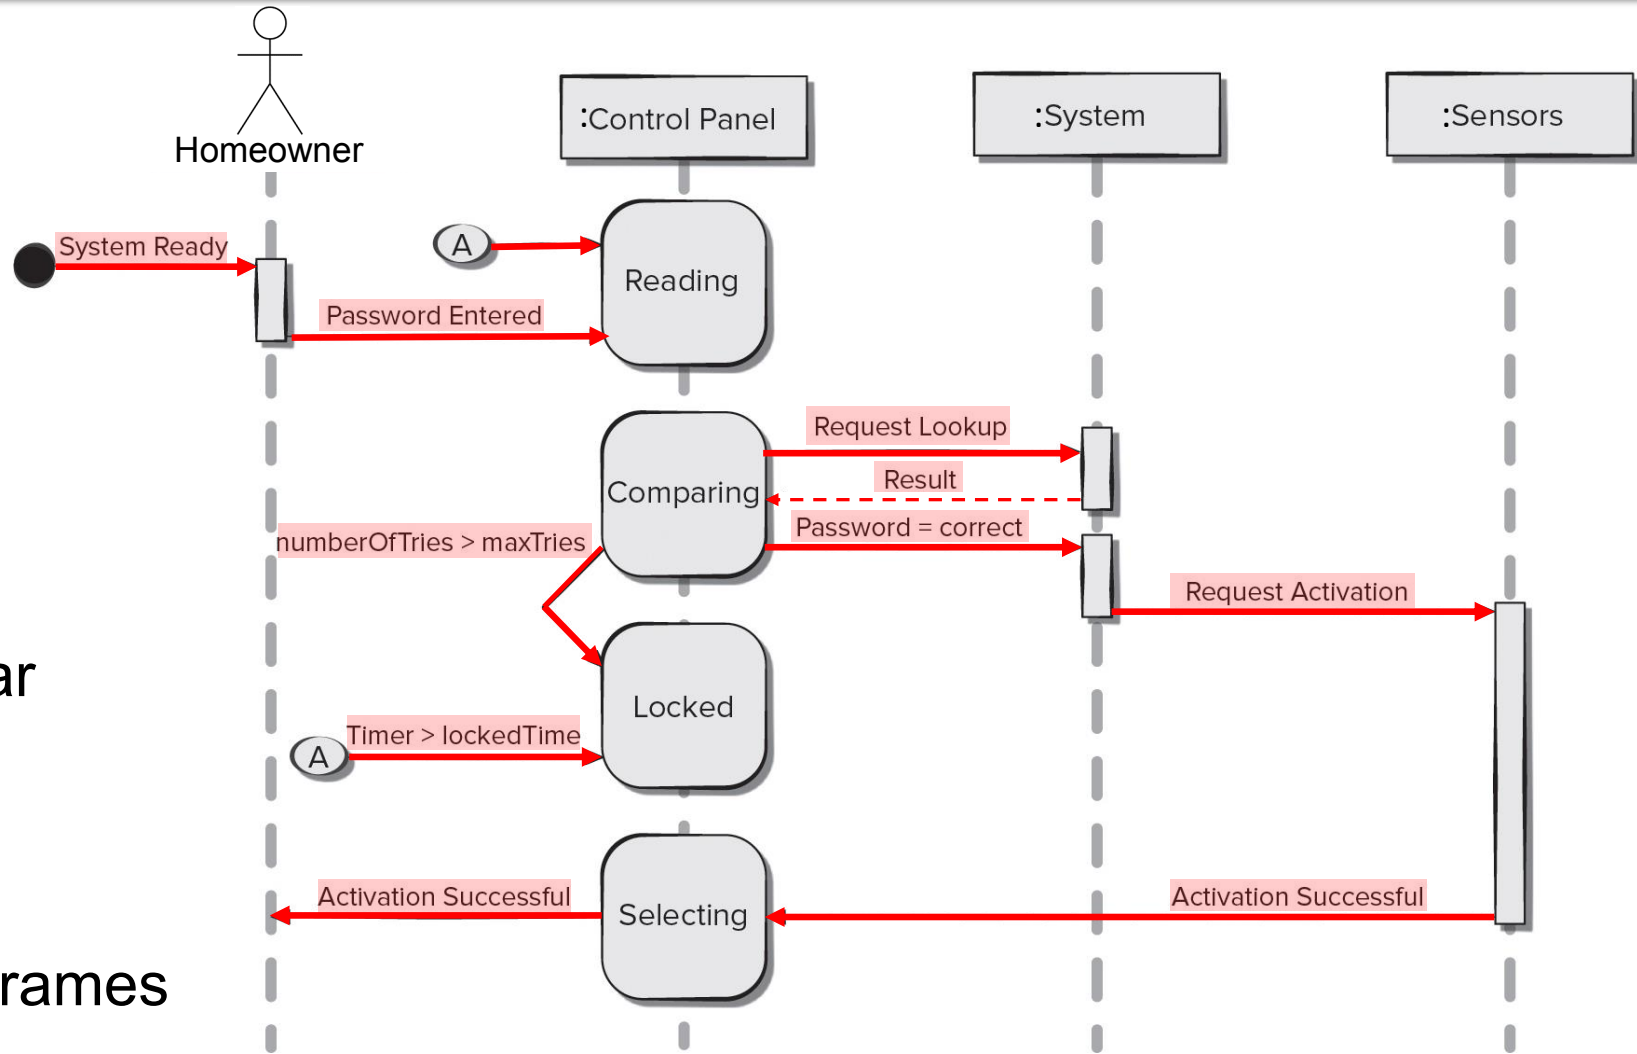 Homeowner
:Control Panel
:System
:Sensors
System Ready
A
Reading
Password Entered
Request Lookup
Result
Comparing
Password = correct
numberOfTries > maxTries
Request Activation
ar
Locked
Timer > lockedTime
A
Activation Successful
Selecting
Activation Successful
rames